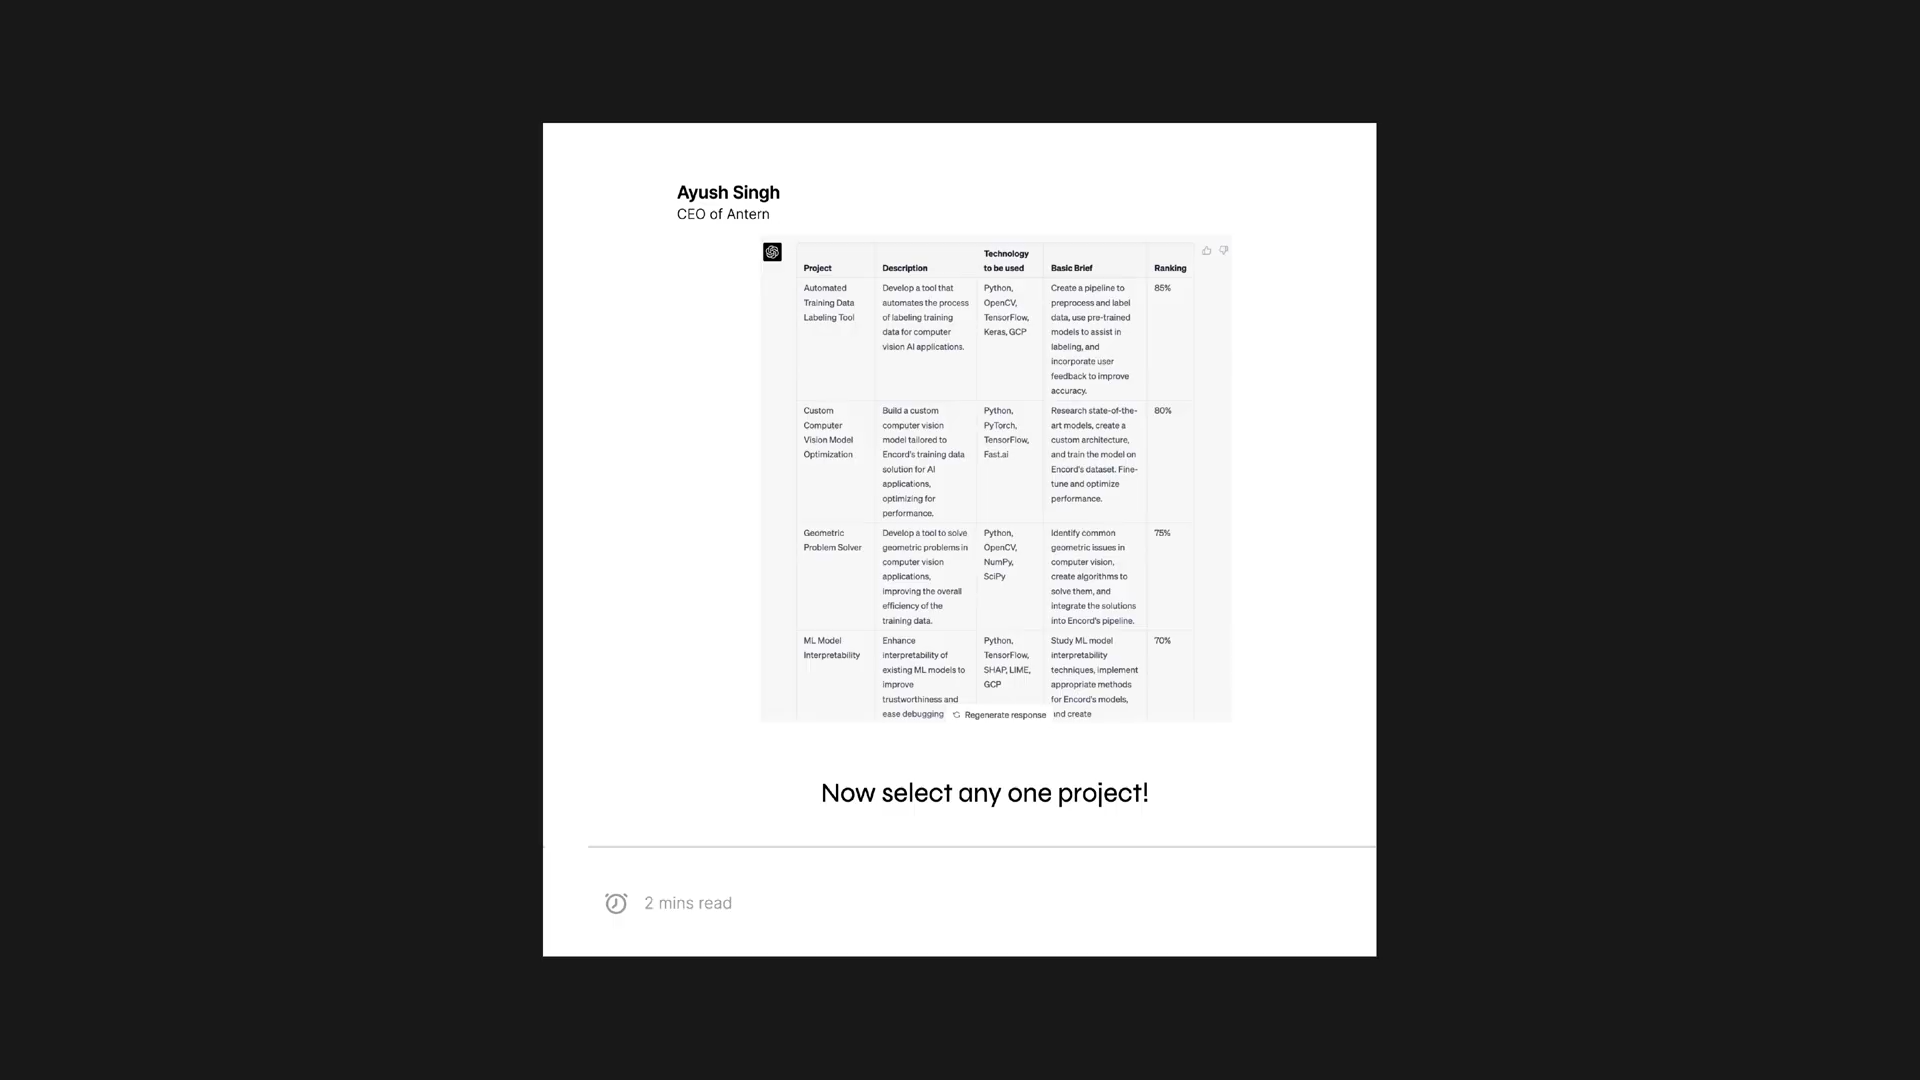 Ayush Singh
CEO of Antern
Project
Description
Technology
to be used
Basic Brief
Ranking
Automated
Training Data
Labeling Tool
Develop a tool that
automates the process
of labeling training
data for computer
vision AI applications.
Python,
OpenCV,
TensorFlow,
Keras, GCP
Create a pipeline to
preprocess and label
data, use pre-trained
models to assist in
labeling, and
incorporate user
feedback to improve
accuracy.
85%
Custom
Computer
Vision Model
Optimization
Build a custom
computer vision
model tailored to
Encord's training data
solution for AI
applications,
optimizing for
performance.
Python,
PyTorch,
TensorFlow,
Fast.ai
Research state-of-the-
art models, create a
custom architecture,
and train the model on
Encord's dataset. Fine-
tune and optimize
performance.
80%
Geometric
Problem Solver
Develop a tool to solve
geometric problems in
computer vision
applications,
improving the overall
efficiency of the
training data.
Python,
OpenCV,
NumPy,
SciPy
Identify common
geometric issues in
computer vision,
create algorithms to
solve them, and
integrate the solutions
into Encord's pipeline.
75%
ML Model
Interpretability
Enhance
interpretability of
existing ML models to
improve
trustworthiness and
ease debugging
Python,
TensorFlow,
SHAP, LIME,
GCP
Study ML model
interpretability
techniques, implement
appropriate methods
for Encord's models,
and create
70%
Regenerate response
Now select any one project!
2 mins read